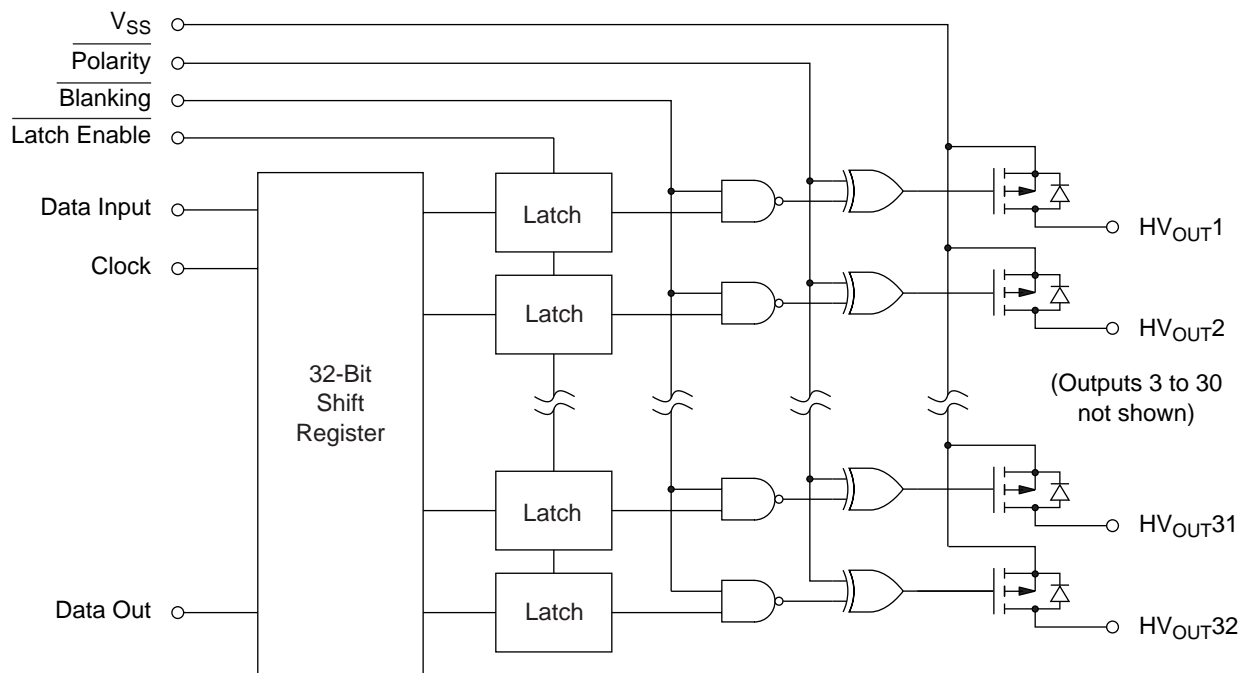 VSS
Polarity
Blanking
Latch Enable
Data Input
Clock
Data Out
32-Bit
Shift
Register
Latch
Latch
Latch
Latch
HVOUT1
HVOUT2
(Outputs 3 to 30
not shown)
HVOUT31
HVOUT32